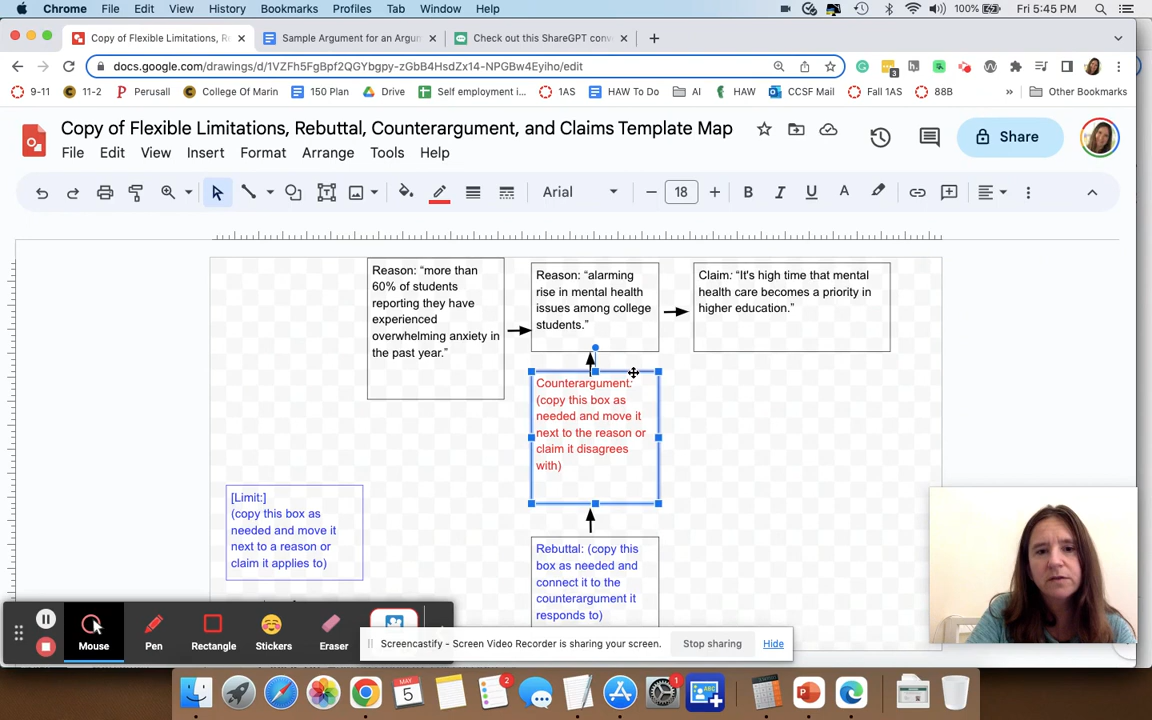 Chrome File Edit View History Bookmarks Profiles Tab Window Help 100% Fri 5:45 PM
Copy of Flexible Limitations, R
Sample Argument for an Argum
Check out this ShareGPT conv
docs.google.com/drawings/d/1VZFh5FgBpf2QGYbgpy-zGbB4HsdZx14-NPGBw4Eyiho/edit
3
9-11 11-2 Perusall College Of Marin 150 Plan Drive Self employment i... 1AS HAW To Do AI HAW CCSF Mail Fall 1AS 88B » Other Bookmarks
Copy of Flexible Limitations, Rebuttal, Counterargument, and Claims Template Map
Share
File Edit View Insert Format Arrange Tools Help
Arial 18 B I U A
Reason: “more than
60% of students
reporting they have
experienced
overwhelming anxiety in
the past year.”
Reason: “alarming
rise in mental health
issues among college
students.”
Claim: “It's high time that mental
health care becomes a priority in
higher education.”
Counterargument:
(copy this box as
needed and move it
next to the reason or
claim it disagrees
with)
[Limit:]
(copy this box as
needed and move it
next to a reason or
claim it applies to)
Rebuttal: (copy this
box as needed and
connect it to the
counterargument it
responds to)
Mouse Pen Rectangle Stickers Eraser
Screencastify - Screen Video Recorder is sharing your screen. Stop sharing Hide
MAY
5
2
1
ABC